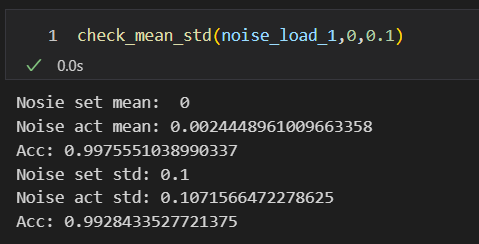 1 check_mean_std(noise_load_1,0,0.1)
0.0s
Nosie set mean:  0
Noise act mean: 0.0024448961009663358
Acc: 0.9975551038990337
Noise set std: 0.1
Noise act std: 0.1071566472278625
Acc: 0.9928433527721375